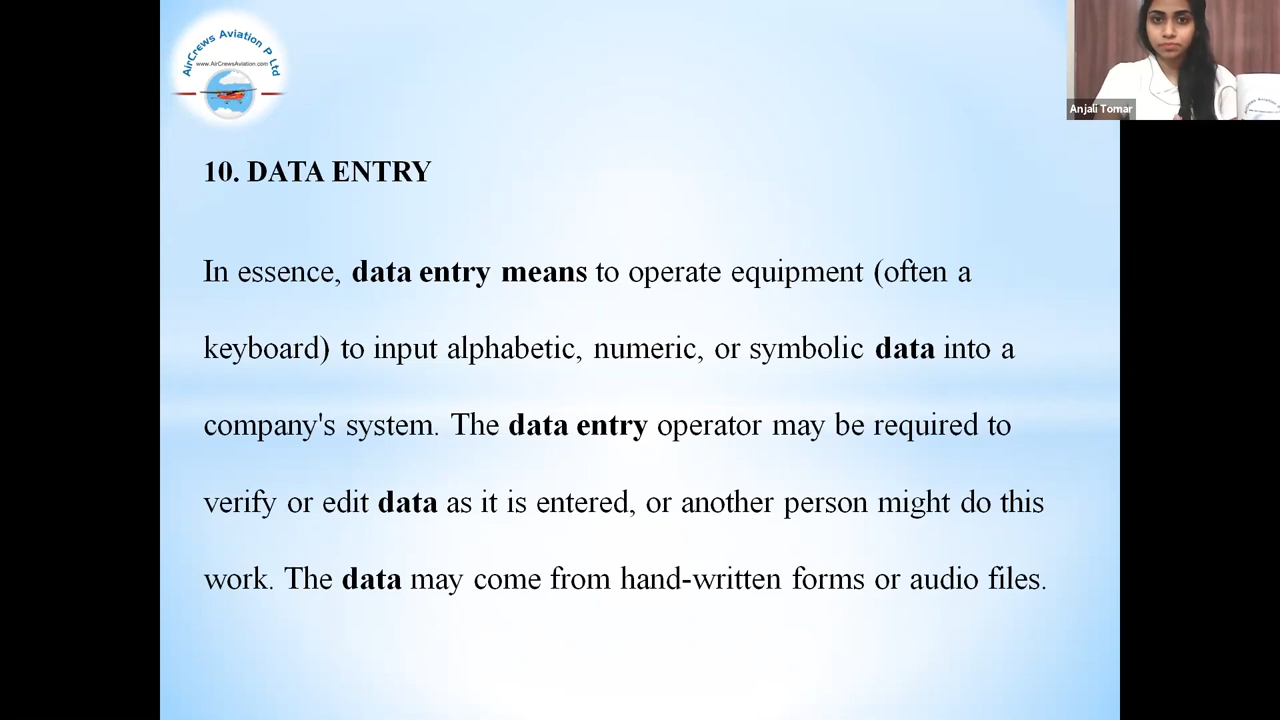 AirCrews Aviation P Ltd
www.AirCrewsAviation.com
Anjali Tomar
10. DATA ENTRY
In essence, data entry means to operate equipment (often a
keyboard) to input alphabetic, numeric, or symbolic data into a
company's system. The data entry operator may be required to
verify or edit data as it is entered, or another person might do this
work. The data may come from hand-written forms or audio files.